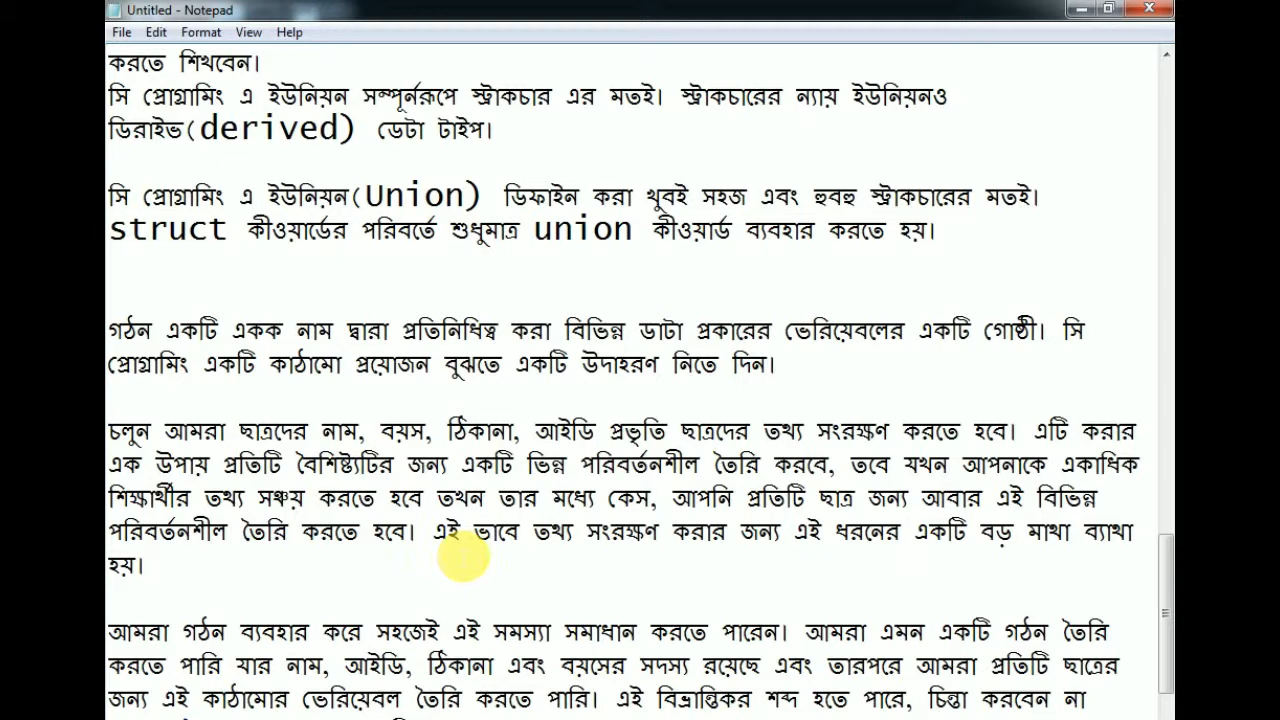 Untitled - Notepad
File Edit Format View Help
করতে শিখবেন।
সি প্রোগ্রামিং এ ইউনিয়ন সম্পূর্নরূপে স্ট্রাকচার এর মতই। স্ট্রাকচারের ন্যায় ইউনিয়নও
ডিরাইভ(derived) ডেটা টাইপ।
সি প্রোগ্রামিং এ ইউনিয়ন(Union) ডিফাইন করা খুবই সহজ এবং হুবহু স্ট্রাকচারের মতই।
struct কীওয়ার্ডের পরিবর্তে শুধুমাত্র union কীওয়ার্ড ব্যবহার করতে হয়।
গঠন একটি একক নাম দ্বারা প্রতিনিধিত্ব করা বিভিন্ন ডাটা প্রকারের ভেরিয়েবলের একটি গোষ্ঠী। সি
প্রোগ্রামিং একটি কাঠামো প্রয়োজন বুঝতে একটি উদাহরণ নিতে দিন।
চলুন আমরা ছাত্রদের নাম, বয়স, ঠিকানা, আইডি প্রভৃতি ছাত্রদের তথ্য সংরক্ষণ করতে হবে। এটি করার
এক উপায় প্রতিটি বৈশিষ্ট্যটির জন্য একটি ভিন্ন পরিবর্তনশীল তৈরি করবে, তবে যখন আপনাকে একাধিক
শিক্ষার্থীর তথ্য সঞ্চয় করতে হবে তখন তার মধ্যে কেস, আপনি প্রতিটি ছাত্র জন্য আবার এই বিভিন্ন
পরিবর্তনশীল তৈরি করতে হবে। এই ভাবে তথ্য সংরক্ষণ করার জন্য এই ধরনের একটি বড় মাথা ব্যাথা
হয়।
আমরা গঠন ব্যবহার করে সহজেই এই সমস্যা সমাধান করতে পারেন। আমরা এমন একটি গঠন তৈরি
করতে পারি যার নাম, আইডি, ঠিকানা এবং বয়সের সদস্য রয়েছে এবং তারপরে আমরা প্রতিটি ছাত্রের
জন্য এই কাঠামোর ভেরিয়েবল তৈরি করতে পারি। এই বিভ্রান্তিকর শব্দ হতে পারে, চিন্তা করবেন না